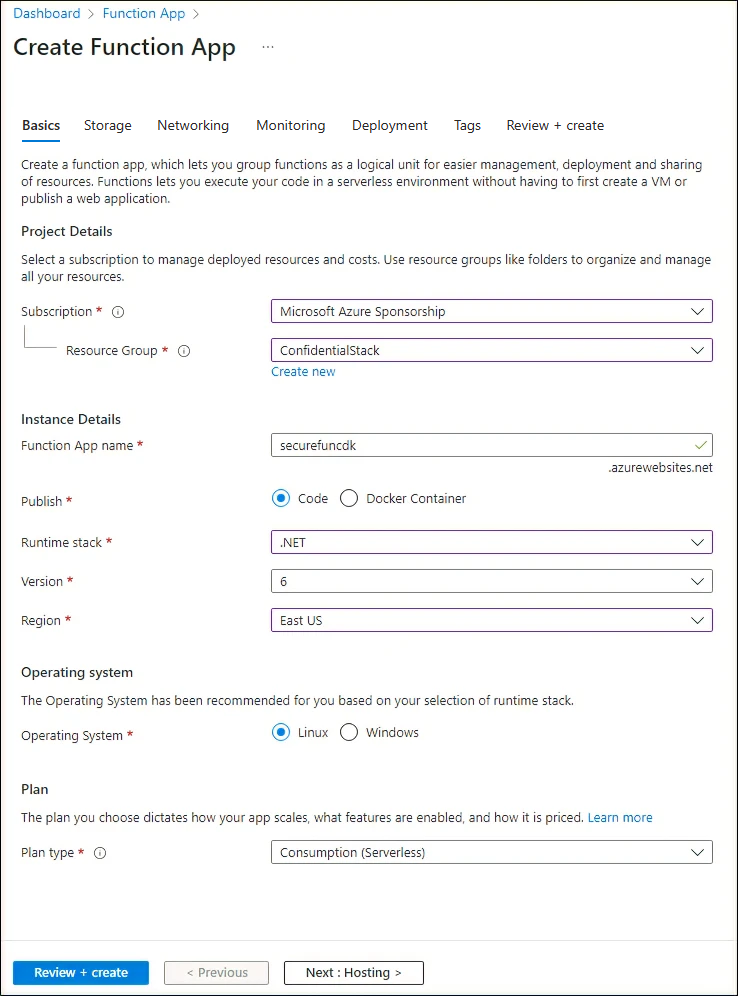 Dashboard > Function App >
Create Function App ...
Basics Storage Networking Monitoring Deployment Tags Review + create
Create a function app, which lets you group functions as a logical unit for easier management, deployment and sharing
of resources. Functions lets you execute your code in a serverless environment without having to first create a VM or
publish a web application.
Project Details
Select a subscription to manage deployed resources and costs. Use resource groups like folders to organize and manage
all your resources.
Subscription * Microsoft Azure Sponsorship
Resource Group * ConfidentialStack
Create new
Instance Details
Function App name * securefuncdk
.azurewebsites.net
Publish * Code Docker Container
Runtime stack * .NET
Version * 6
Region * East US
Operating system
The Operating System has been recommended for you based on your selection of runtime stack.
Operating System * Linux Windows
Plan
The plan you choose dictates how your app scales, what features are enabled, and how it is priced. Learn more
Plan type * Consumption (Serverless)
Review + create < Previous Next : Hosting >